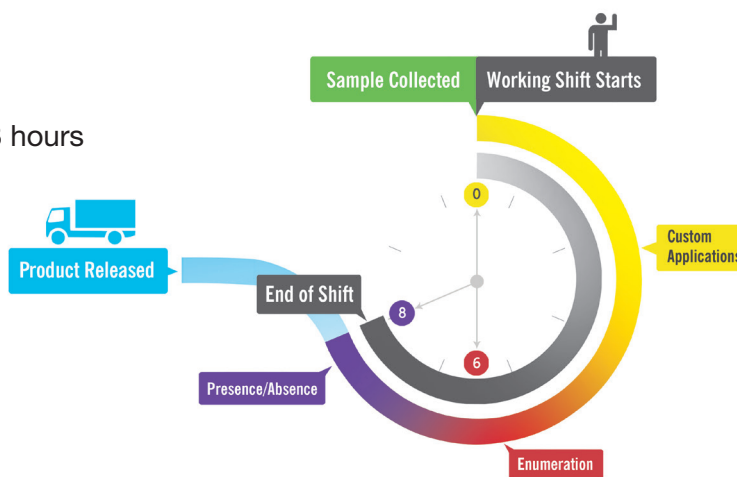 Sample Collected
Working Shift Starts
hours
0
Custom
Applications
Product Released
End of Shift
8
6
Presence/Absence
Enumeration